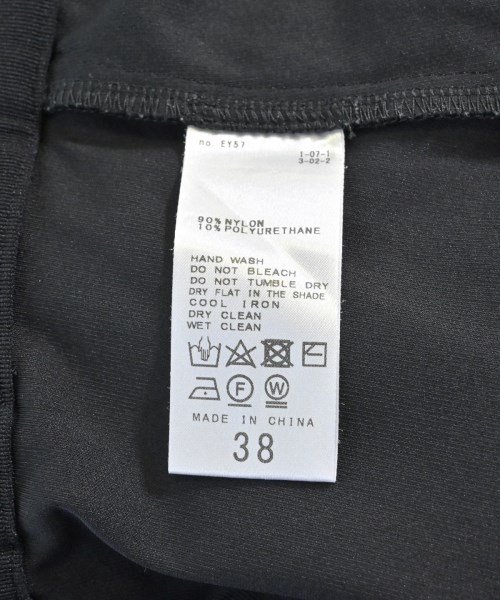 no EY57 1-07-1
3-02-2
90% NYLON
10% POLYURETHANE
HAND WASH
DO NOT BLEACH
DO NOT TUMBLE DRY
DRY FLAT IN THE SHADE
COOL IRON
DRY CLEAN
WET CLEAN
F W
MADE IN CHINA
38